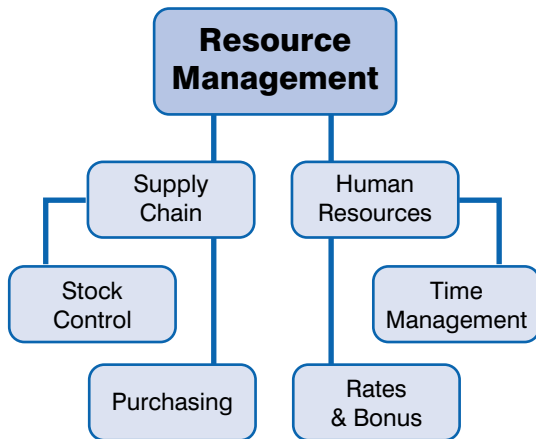 Resource
Management
Supply
Chain
Human
Resources
Stock
Control
Time
Management
Purchasing
Rates
& Bonus